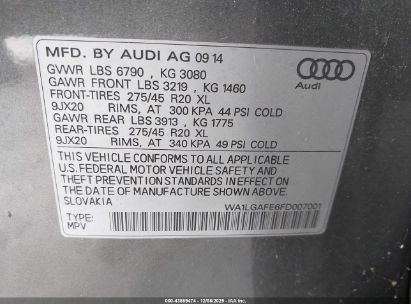 MFD. BY AUDI AG 09 14
GVWR LBS 6790 , KG 3080
GAWR FRONT LBS 3219 , KG 1460
FRONT-TIRES 275/45 R20 XL
9JX20 RIMS, AT 300 KPA 44 PSI COLD
GAWR REAR LBS 3913 , KG 1775
REAR-TIRES 275/45 R20 XL
9JX20 RIMS, AT 340 KPA 49 PSI COLD
Audi
THIS VEHICLE CONFORMS TO ALL APPLICABLE
U.S. FEDERAL MOTOR VEHICLE SAFETY AND
THEFT PREVENTION STANDARDS IN EFFECT ON
THE DATE OF MANUFACTURE SHOWN ABOVE.
SLOVAKIA
WA1LGAFE6FD007001
TYPE:
MPV